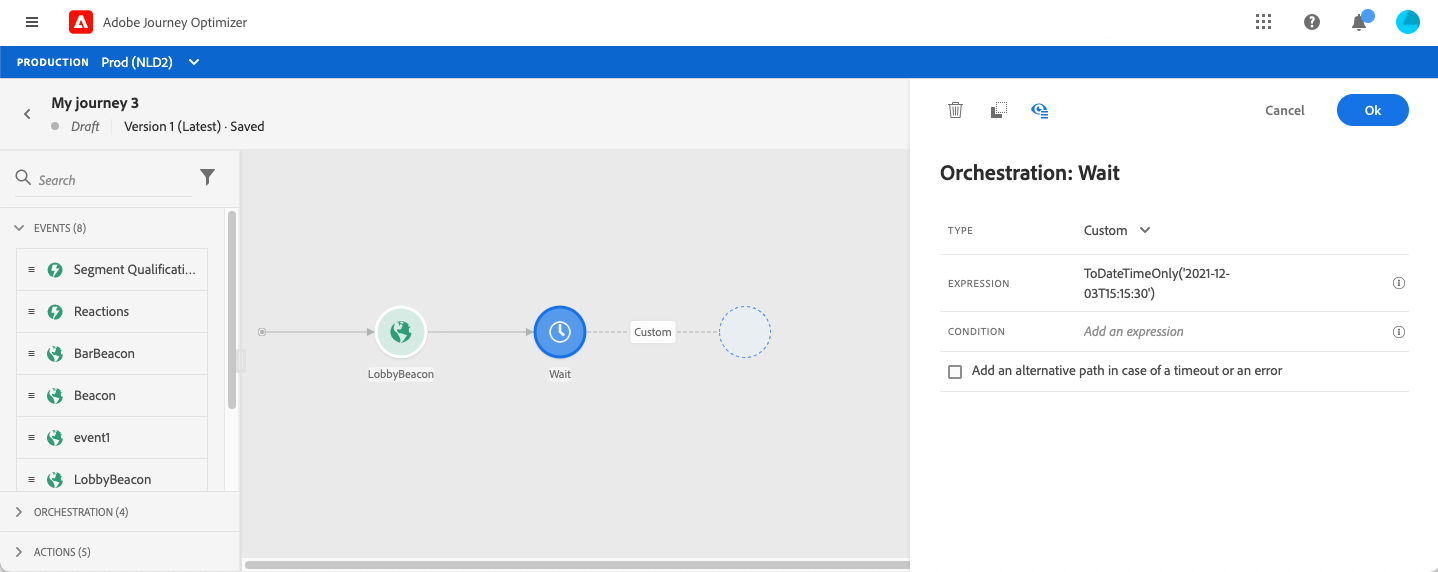 Adobe Journey Optimizer
PRODUCTION Prod (NLD2)
My journey 3
Draft Version 1 (Latest) · Saved
Search
EVENTS (8)
Segment Qualificati...
Reactions
BarBeacon
Beacon
event1
LobbyBeacon
ORCHESTRATION (4)
ACTIONS (5)
LobbyBeacon
Wait
Custom
Cancel
Ok
Orchestration: Wait
TYPE Custom
EXPRESSION ToDateTimeOnly('2021-12-
03T15:15:30')
CONDITION Add an expression
Add an alternative path in case of a timeout or an error